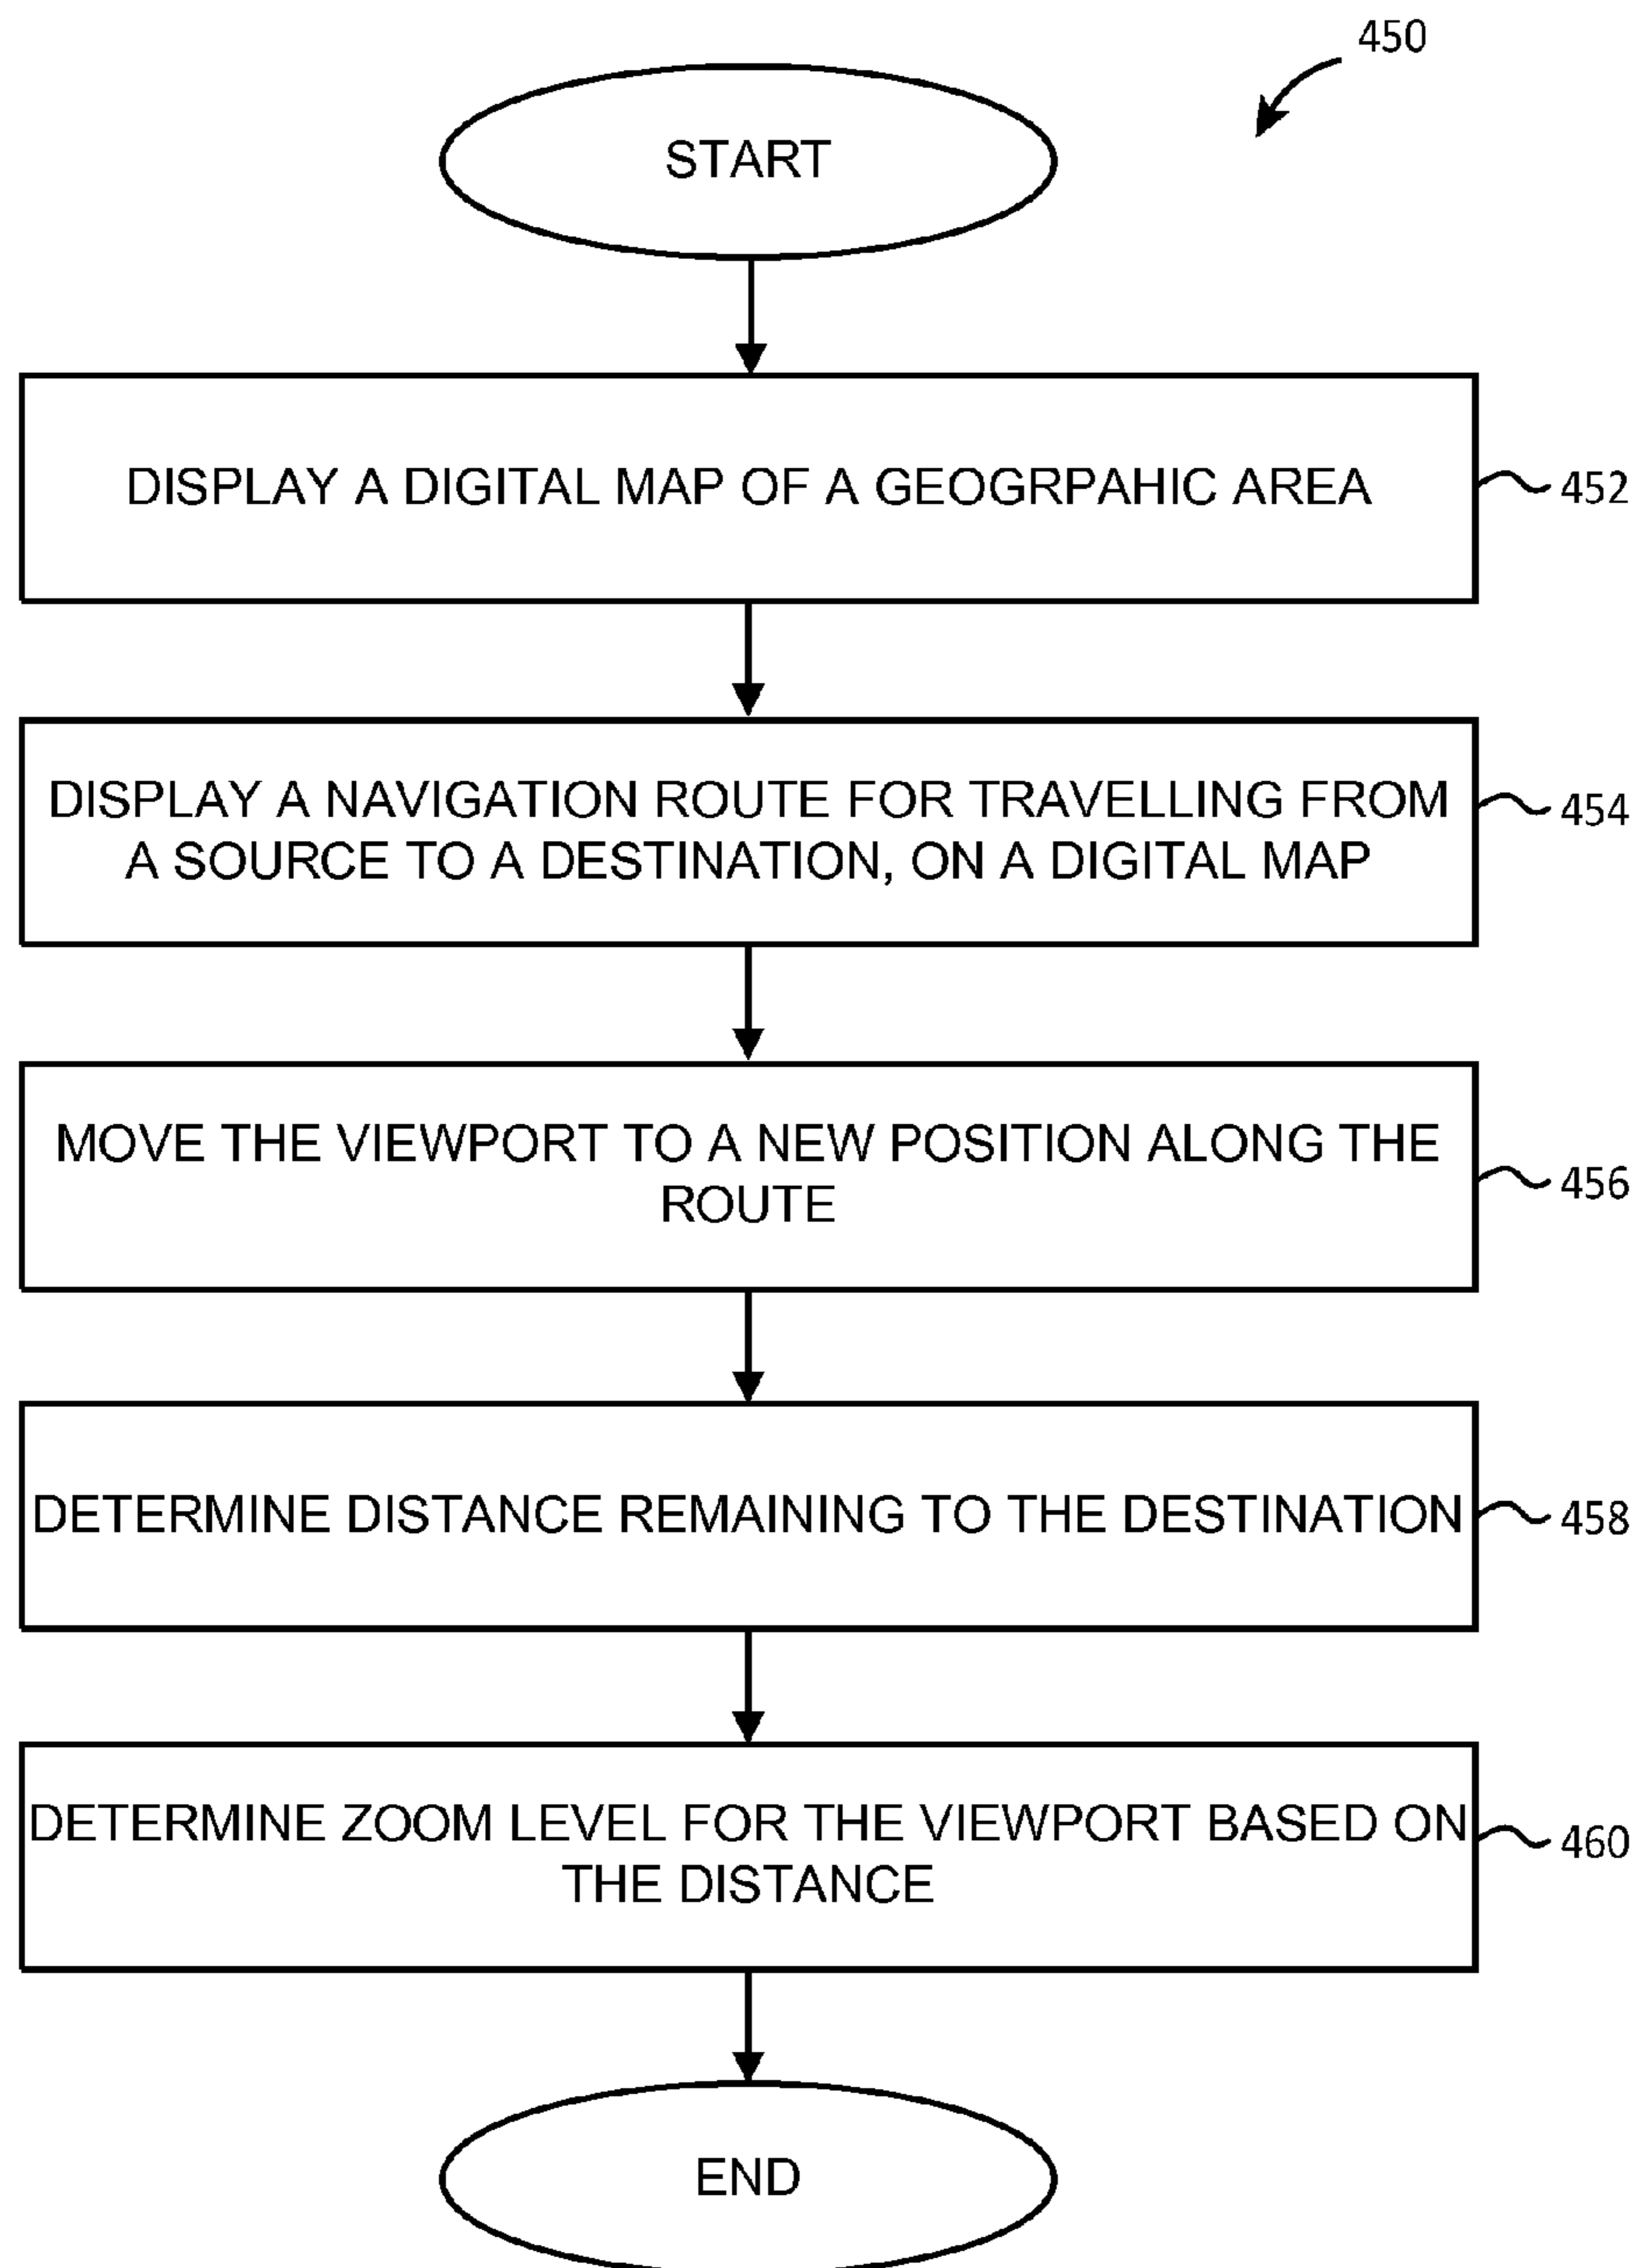 450
START
DISPLAY A DIGITAL MAP OF A GEOGRPAHIC AREA
452
DISPLAY A NAVIGATION ROUTE FOR TRAVELLING FROM
A SOURCE TO A DESTINATION, ON A DIGITAL MAP
454
MOVE THE VIEWPORT TO A NEW POSITION ALONG THE
ROUTE
456
DETERMINE DISTANCE REMAINING TO THE DESTINATION
458
DETERMINE ZOOM LEVEL FOR THE VIEWPORT BASED ON
THE DISTANCE
460
END